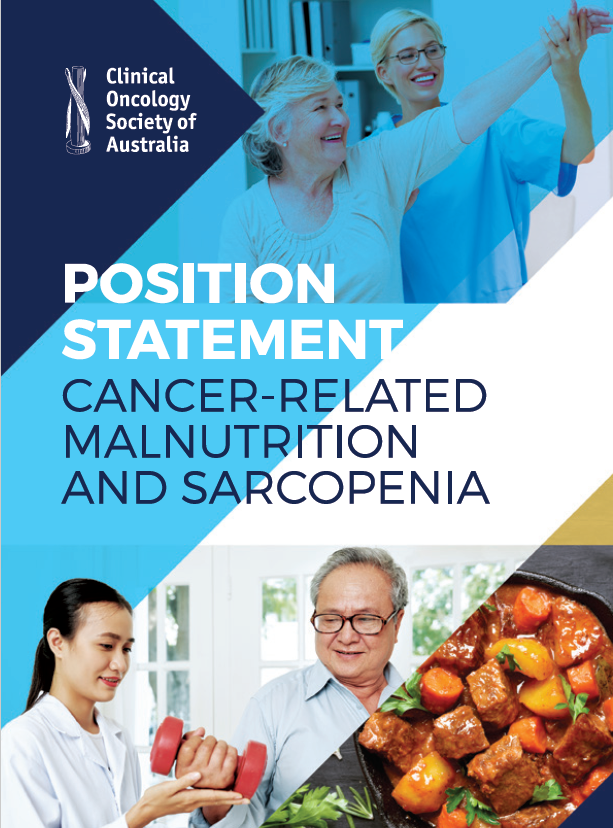 Clinical
Oncology
Society of
Australia
POSITION
STATEMENT
CANCER-RELATED
MALNUTRITION
AND SARCOPENIA